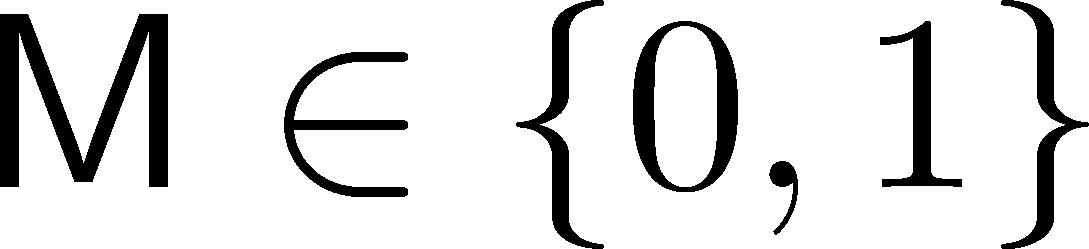 M ∈ {0, 1}